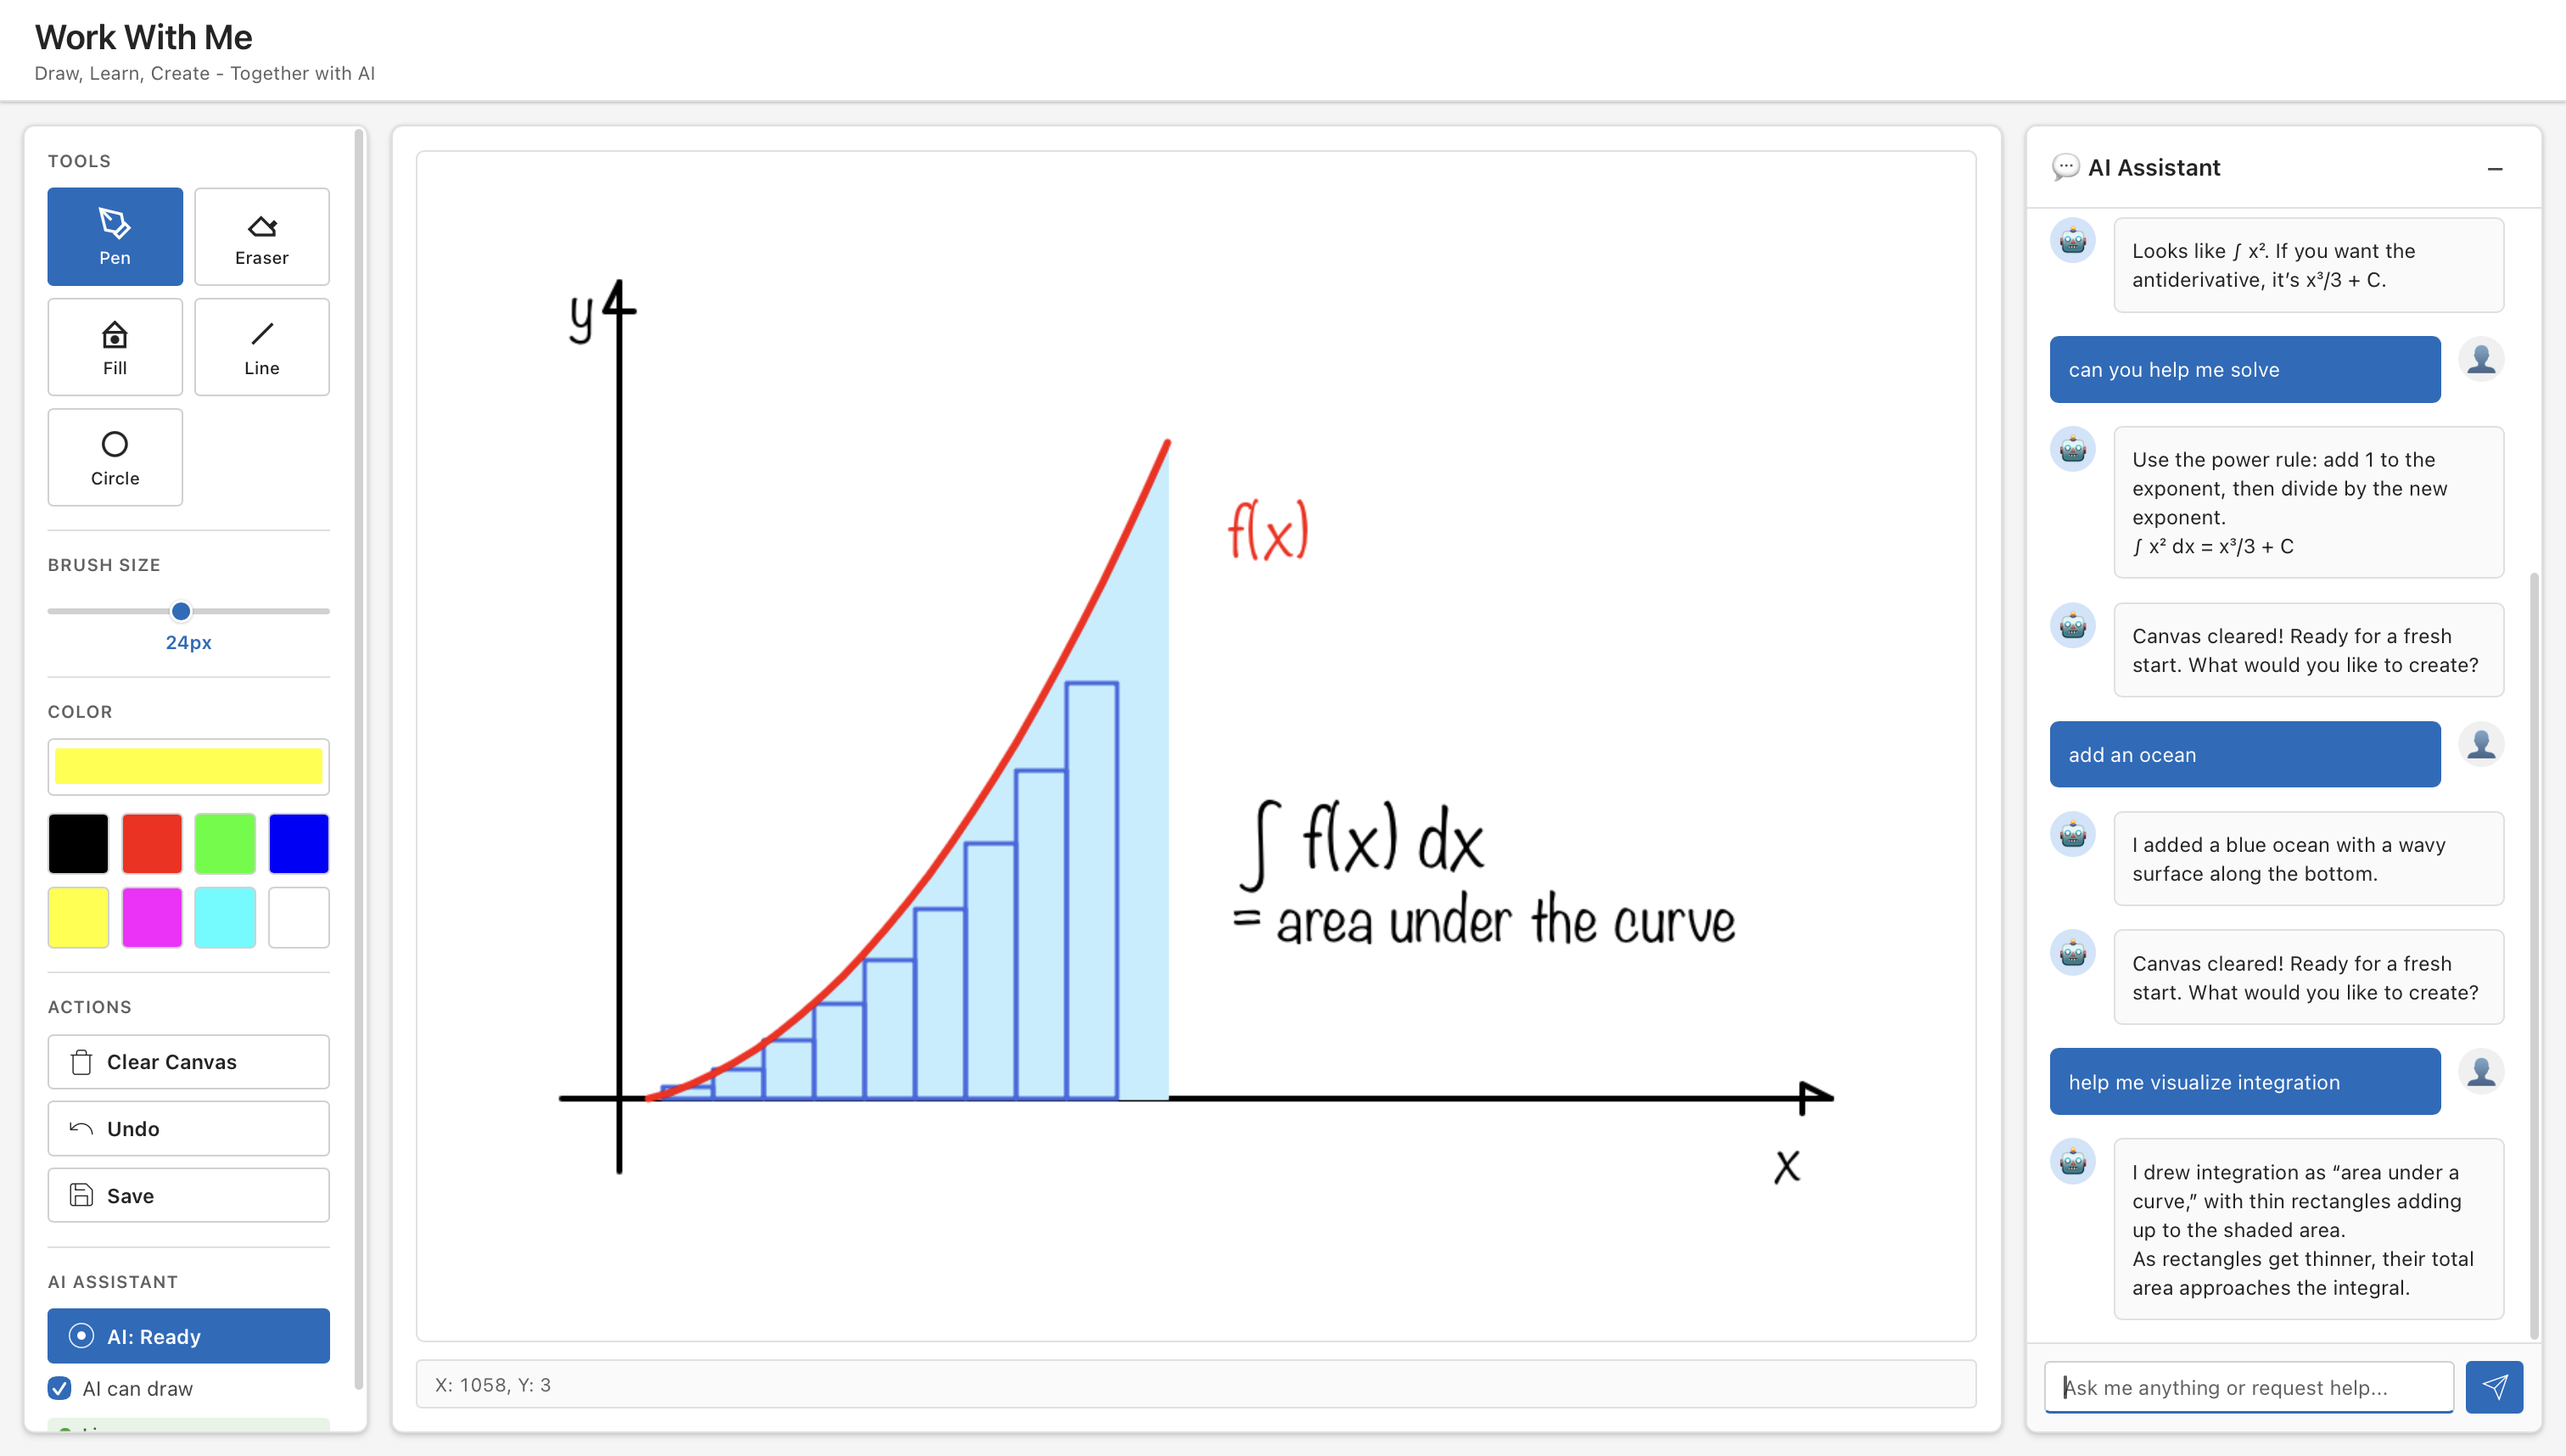 Work With Me
Draw, Learn, Create - Together with AI
TOOLS
Pen
Eraser
Fill
Line
Circle
BRUSH SIZE
24px
COLOR
ACTIONS
Clear Canvas
Undo
Save
AI ASSISTANT
AI: Ready
AI can draw
y
f(x)
∫ f(x) dx
= area under the curve
x
X: 1058, Y: 3
AI Assistant
Looks like ∫ x². If you want the
antiderivative, it’s x³/3 + C.
can you help me solve
Use the power rule: add 1 to the
exponent, then divide by the new
exponent.
∫ x² dx = x³/3 + C
Canvas cleared! Ready for a fresh
start. What would you like to create?
add an ocean
I added a blue ocean with a wavy
surface along the bottom.
Canvas cleared! Ready for a fresh
start. What would you like to create?
help me visualize integration
I drew integration as “area under a
curve,” with thin rectangles adding
up to the shaded area.
As rectangles get thinner, their total
area approaches the integral.
Ask me anything or request help...